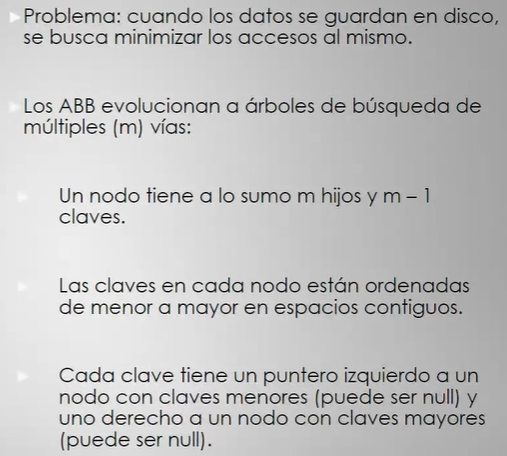 Problema: cuando los datos se guardan en disco,
se busca minimizar los accesos al mismo.
Los ABB evolucionan a árboles de búsqueda de
múltiples (m) vías:
Un nodo tiene a lo sumo m hijos y m – 1
claves.
Las claves en cada nodo están ordenadas
de menor a mayor en espacios contiguos.
Cada clave tiene un puntero izquierdo a un
nodo con claves menores (puede ser null) y
uno derecho a un nodo con claves mayores
(puede ser null).